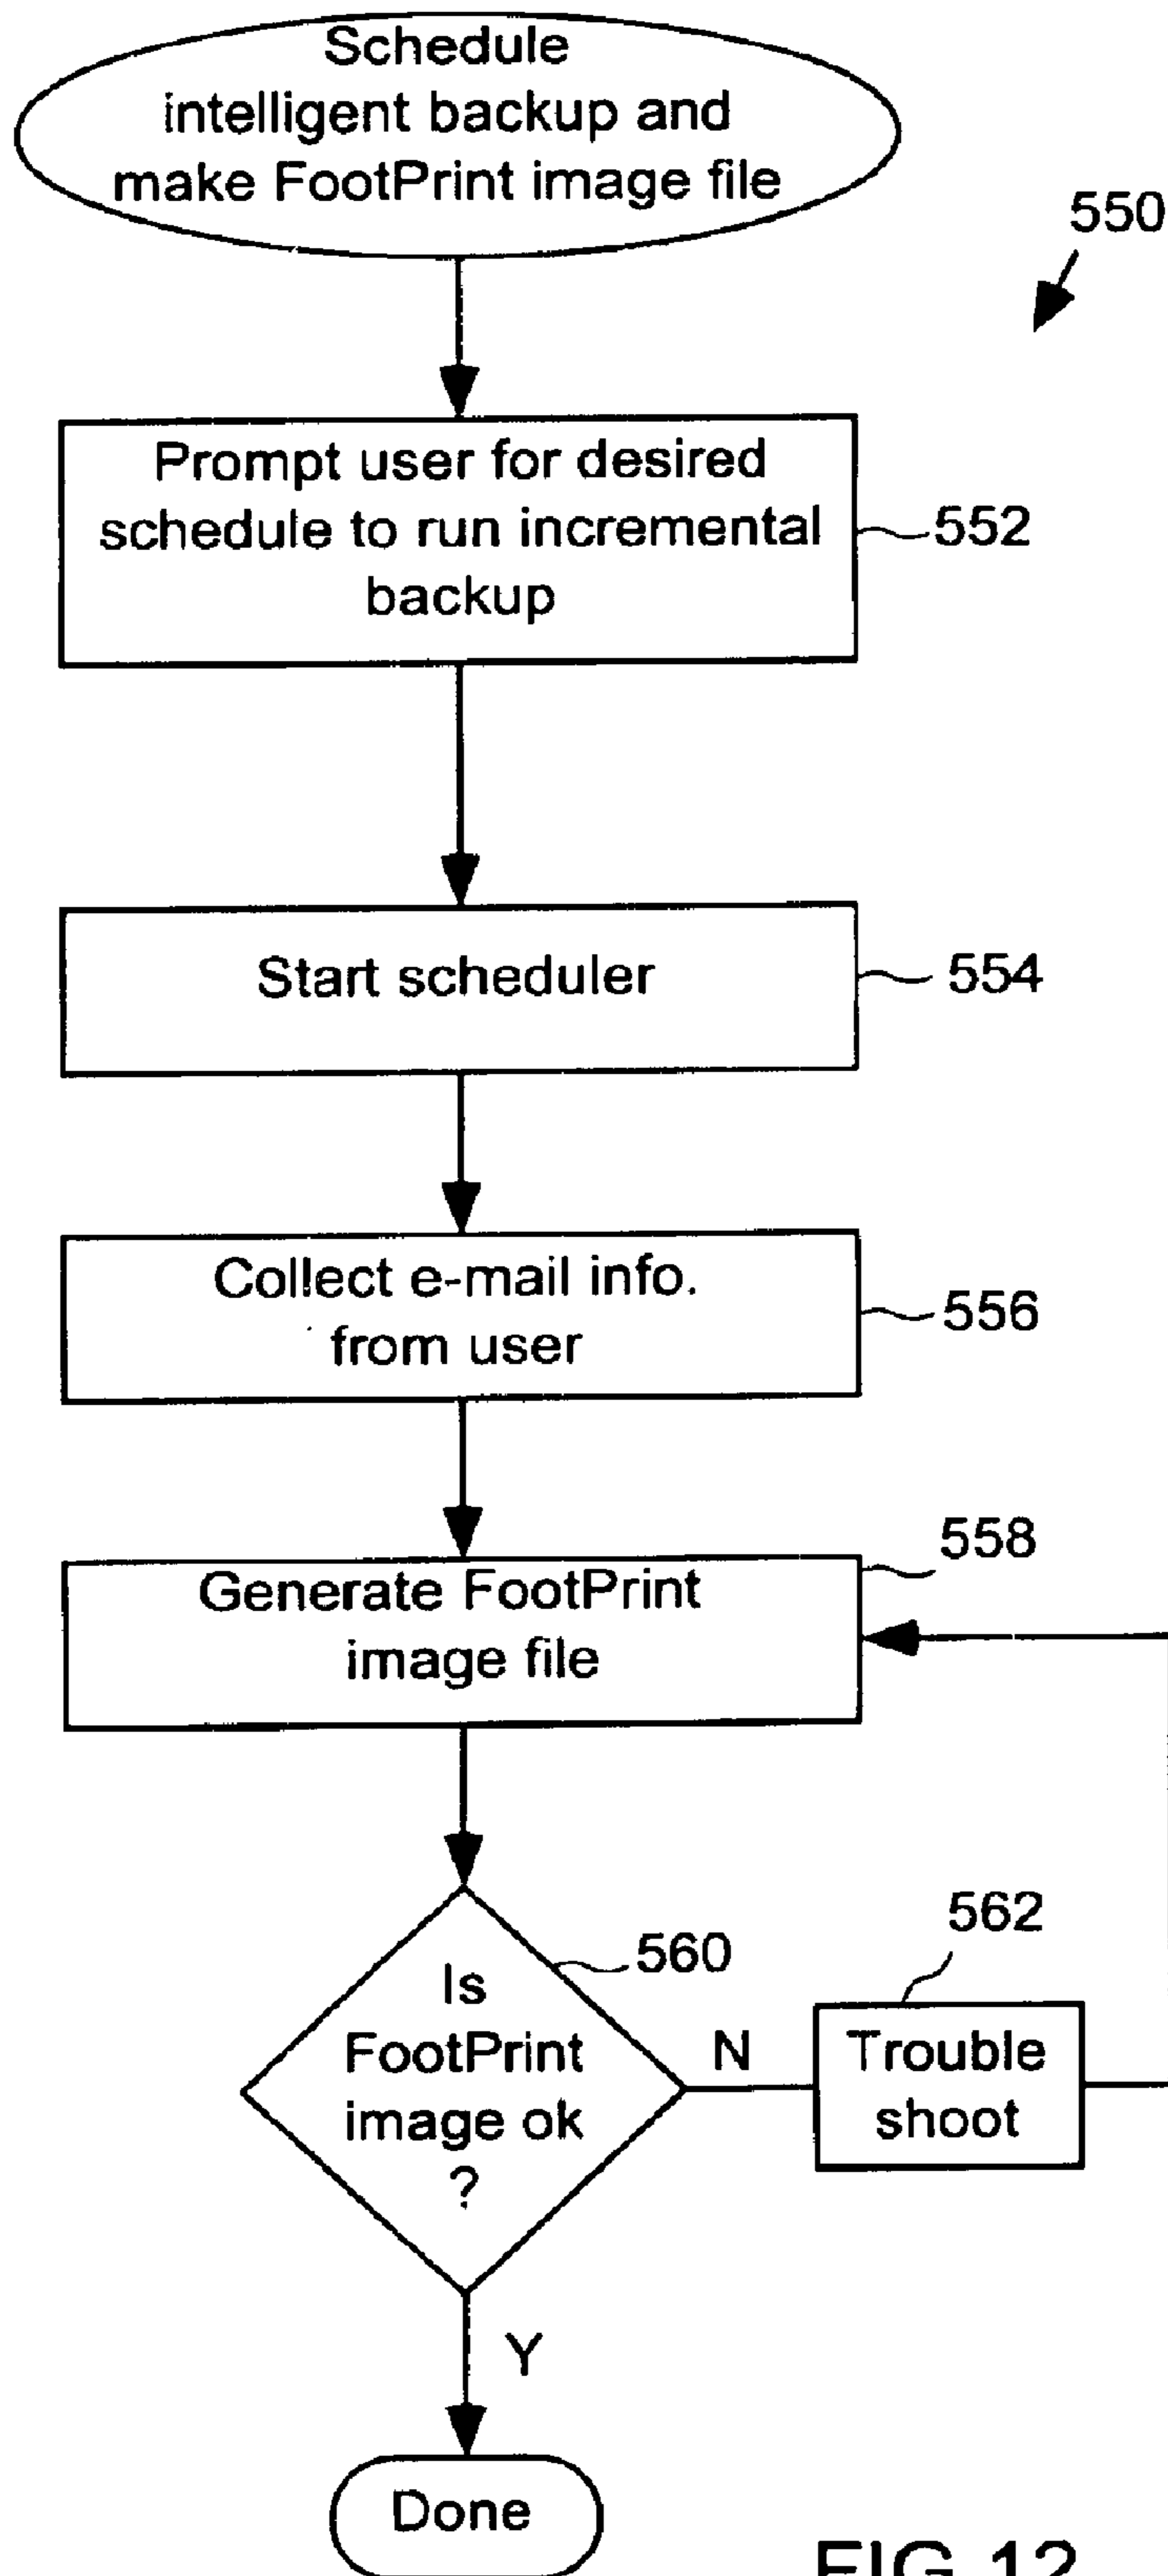 Schedule
intelligent backup and
make FootPrint image file
550
Prompt user for desired
schedule to run incremental
backup
552
Start scheduler
554
Collect e-mail info.
from user
556
558
Generate FootPrint
image file
560
Is
FootPrint
image ok
?
N
562
Trouble
shoot
Y
Done
FIG.12